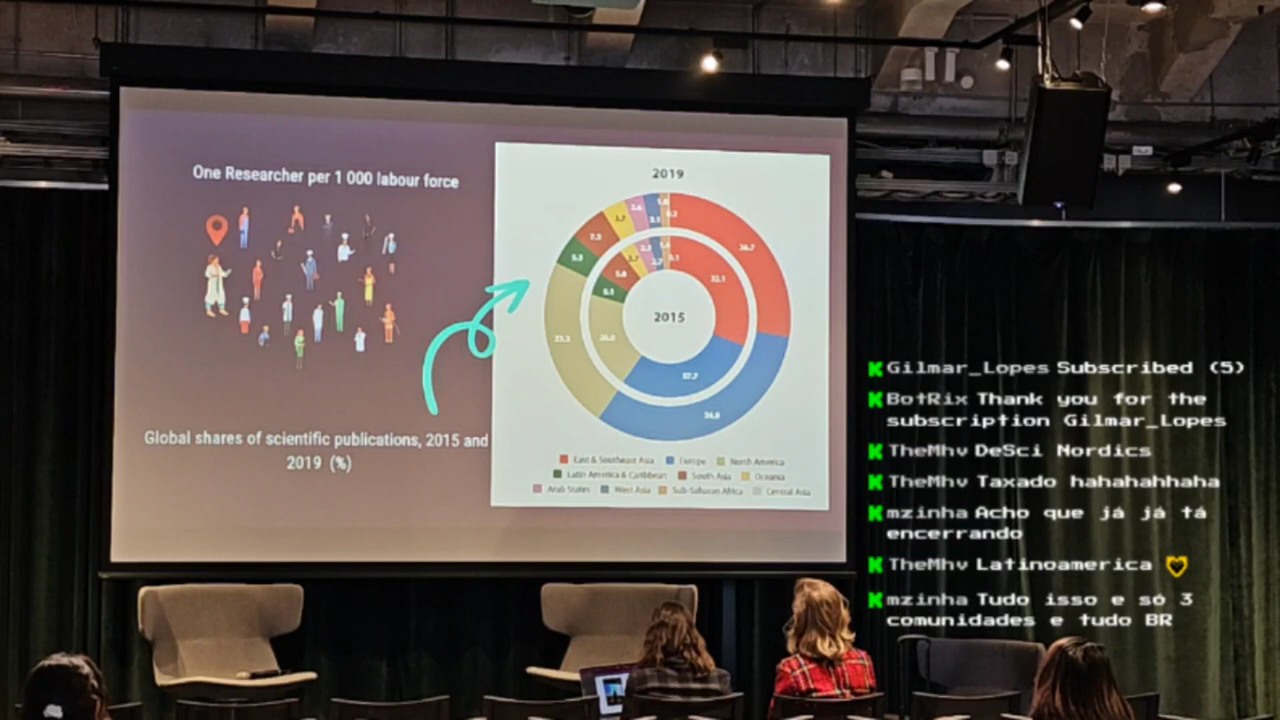 One Researcher per 1 000 labour force
Global shares of scientific publications, 2015 and
2019 (%)
2019
2015
East & Southeast Asia Europe North America
Latin America & Caribbean South Asia Oceania
Arab States West Asia Sub-Saharan Africa Central Asia
Gilmar_Lopes Subscribed (5)
BotRix Thank you for the
subscription Gilmar_Lopes
TheMhv DeSci Nordics
TheMhv Taxado hahahahhaha
mzinha Acho que já já tá
encerrando
TheMhv Latinoamerica
mzinha Tudo isso e só 3
comunidades e tudo BR